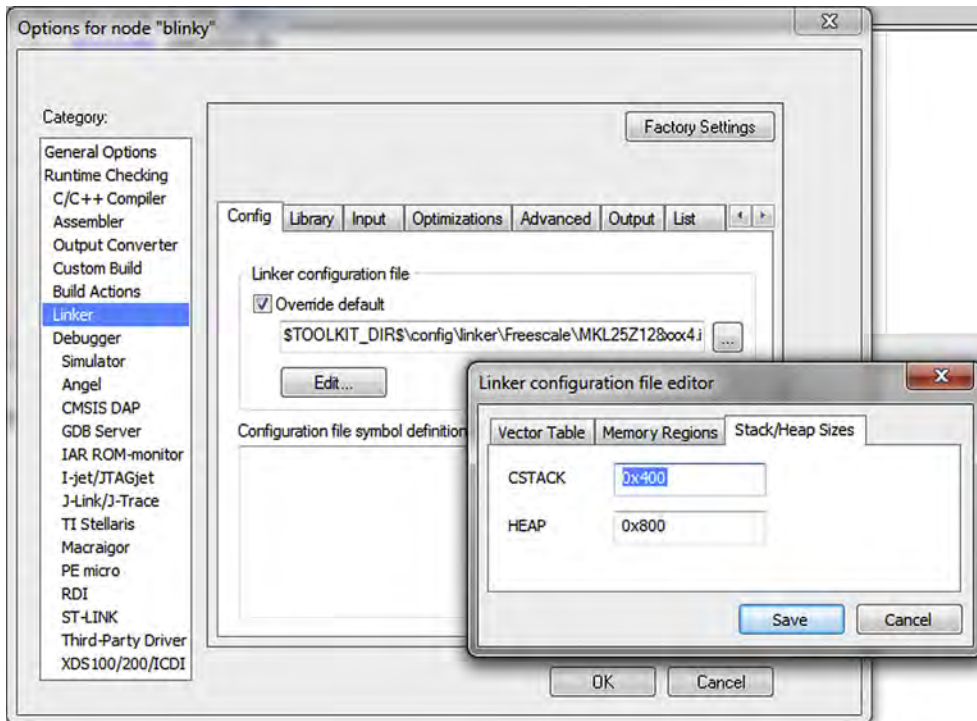 Options for node "blinky"
Category:
General Options
Runtime Checking
C/C++ Compiler
Assembler
Output Converter
Custom Build
Build Actions
Linker
Debugger
Simulator
Angel
CMSIS DAP
GDB Server
IAR ROM-monitor
I-jet/JTAGjet
J-Link/J-Trace
TI Stellaris
Macraigor
PE micro
RDI
ST-LINK
Third-Party Driver
XDS100/200/ICDI
Factory Settings
Config Library Input Optimizations Advanced Output List
Linker configuration file
Override default
$TOOLKIT_DIR$\config\linker\Freescale\MKL25Z128xxx4.i
...
Edit...
Configuration file symbol definition
Linker configuration file editor
Vector Table Memory Regions Stack/Heap Sizes
CSTACK 0x400
HEAP 0x800
Save Cancel
OK Cancel